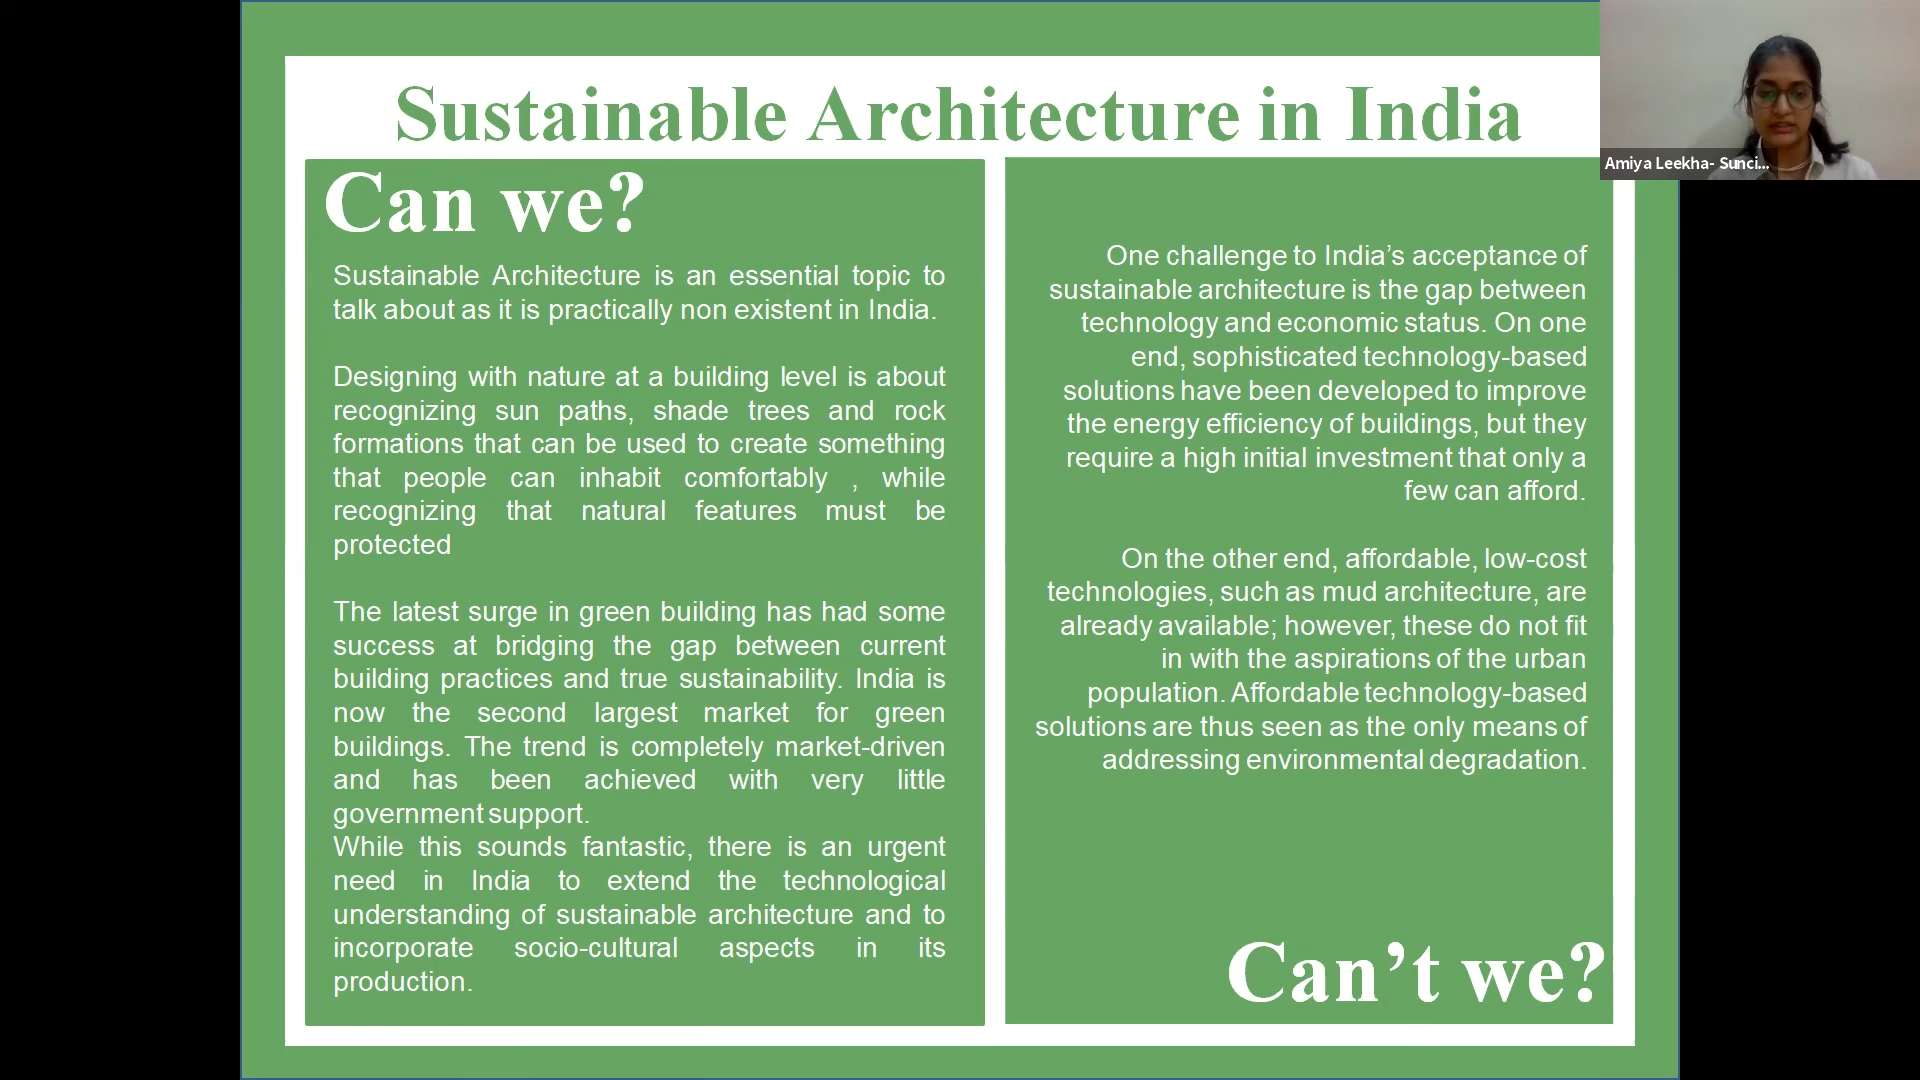 Sustainable Architecture in India
Can we?
Sustainable Architecture is an essential topic to
talk about as it is practically non existent in India.
Designing with nature at a building level is about
recognizing sun paths, shade trees and rock
formations that can be used to create something
that people can inhabit comfortably , while
recognizing that natural features must be
protected
The latest surge in green building has had some
success at bridging the gap between current
building practices and true sustainability. India is
now the second largest market for green
buildings. The trend is completely market-driven
and has been achieved with very little
government support.
While this sounds fantastic, there is an urgent
need in India to extend the technological
understanding of sustainable architecture and to
incorporate socio-cultural aspects in its
production.
One challenge to India’s acceptance of
sustainable architecture is the gap between
technology and economic status. On one
end, sophisticated technology-based
solutions have been developed to improve
the energy efficiency of buildings, but they
require a high initial investment that only a
few can afford.
On the other end, affordable, low-cost
technologies, such as mud architecture, are
already available; however, these do not fit
in with the aspirations of the urban
population. Affordable technology-based
solutions are thus seen as the only means of
addressing environmental degradation.
Can’t we?
Amiya Leekha- Sunci...